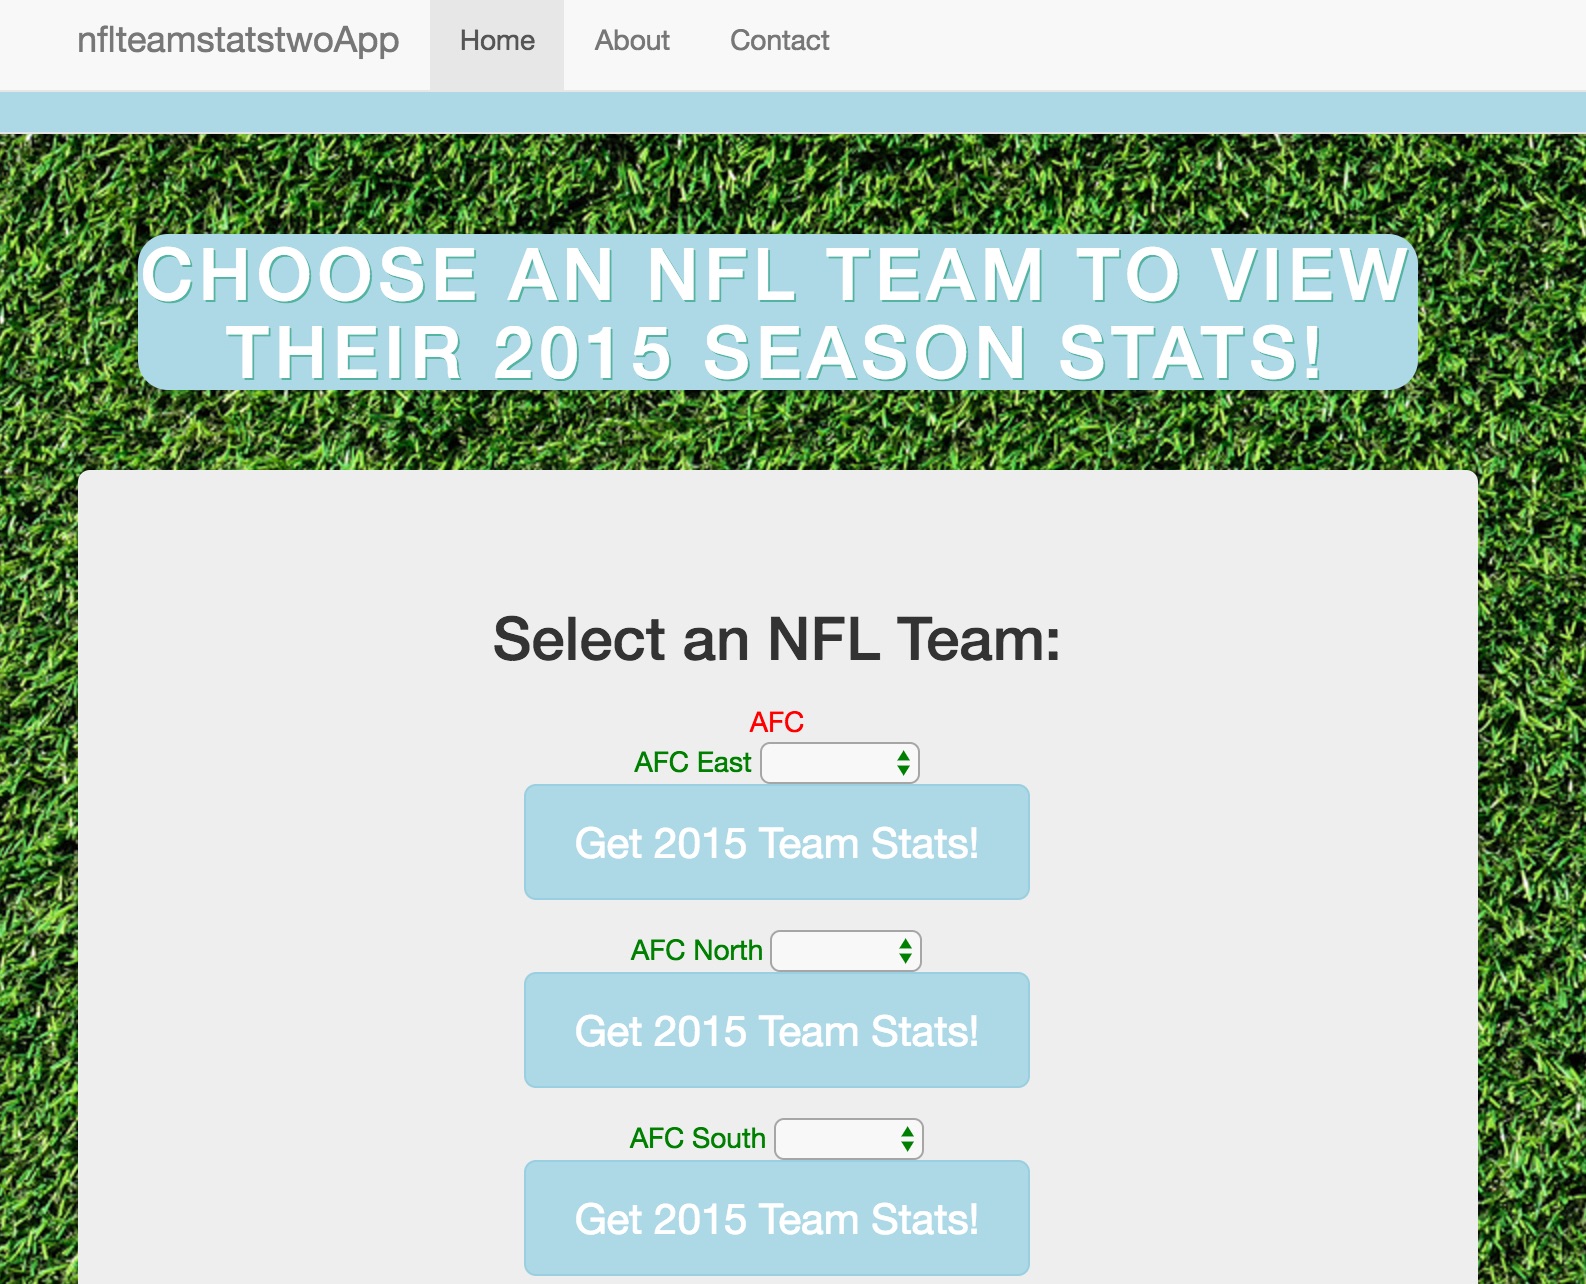 nflteamstatstwoApp Home About Contact
CHOOSE AN NFL TEAM TO VIEW
THEIR 2015 SEASON STATS!
Select an NFL Team:
AFC
AFC East
Get 2015 Team Stats!
AFC North
Get 2015 Team Stats!
AFC South
Get 2015 Team Stats!